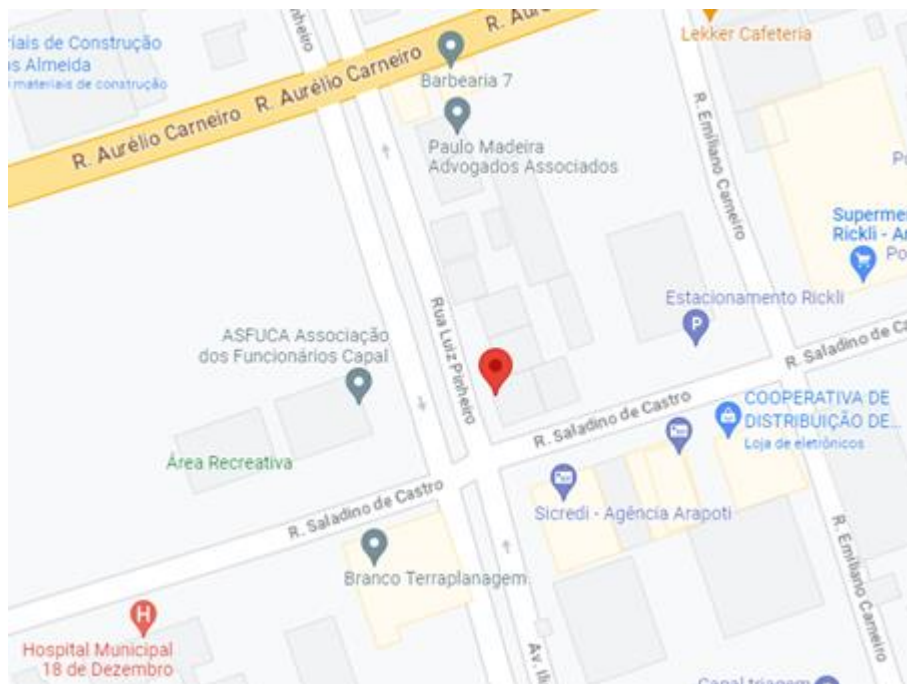 R. Aurélio Carneiro
R. Aurélio Carneiro
Lekker Cafeteria
de Construção
Almeida
materiais de construção
Barbearia 7
Paulo Madeira
Advogados Associados
R. Emiliano Carneiro
Rickli
Estacionamento Rickli
P
ASFUCA Associação
dos Funcionários Capal
Rua Luiz Pinheiro
R. Saladino de
COOPERATIVA DE
DISTRIBUIÇÃO DE...
Loja de eletrônicos
R. Saladino de Castro
Área Recreativa
R. Saladino de Castro
Sicredi - Agência Arapoti
Branco Terraplanagem
R. Emiliano Carneiro
H
Hospital Municipal
18 de Dezembro
Av.
Canal triagem